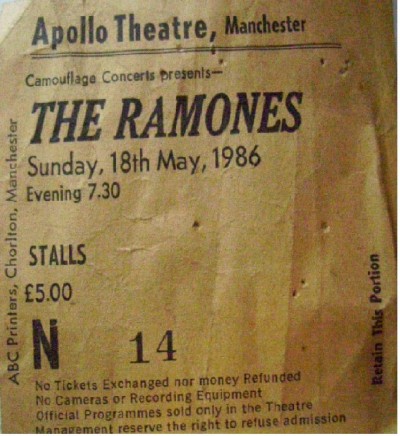 Apollo Theatre, Manchester
Camouflage Concerts presents—
THE RAMONES
Sunday, 18th May, 1986
Evening 7.30
STALLS
£5.00
N 14
No Tickets Exchanged nor money Refunded
No Cameras or Recording Equipment
Official Programmes sold only in the Theatre
Management reserve the right to refuse admission
ABC Printers, Chorlton, Manchester
Retain This Portion